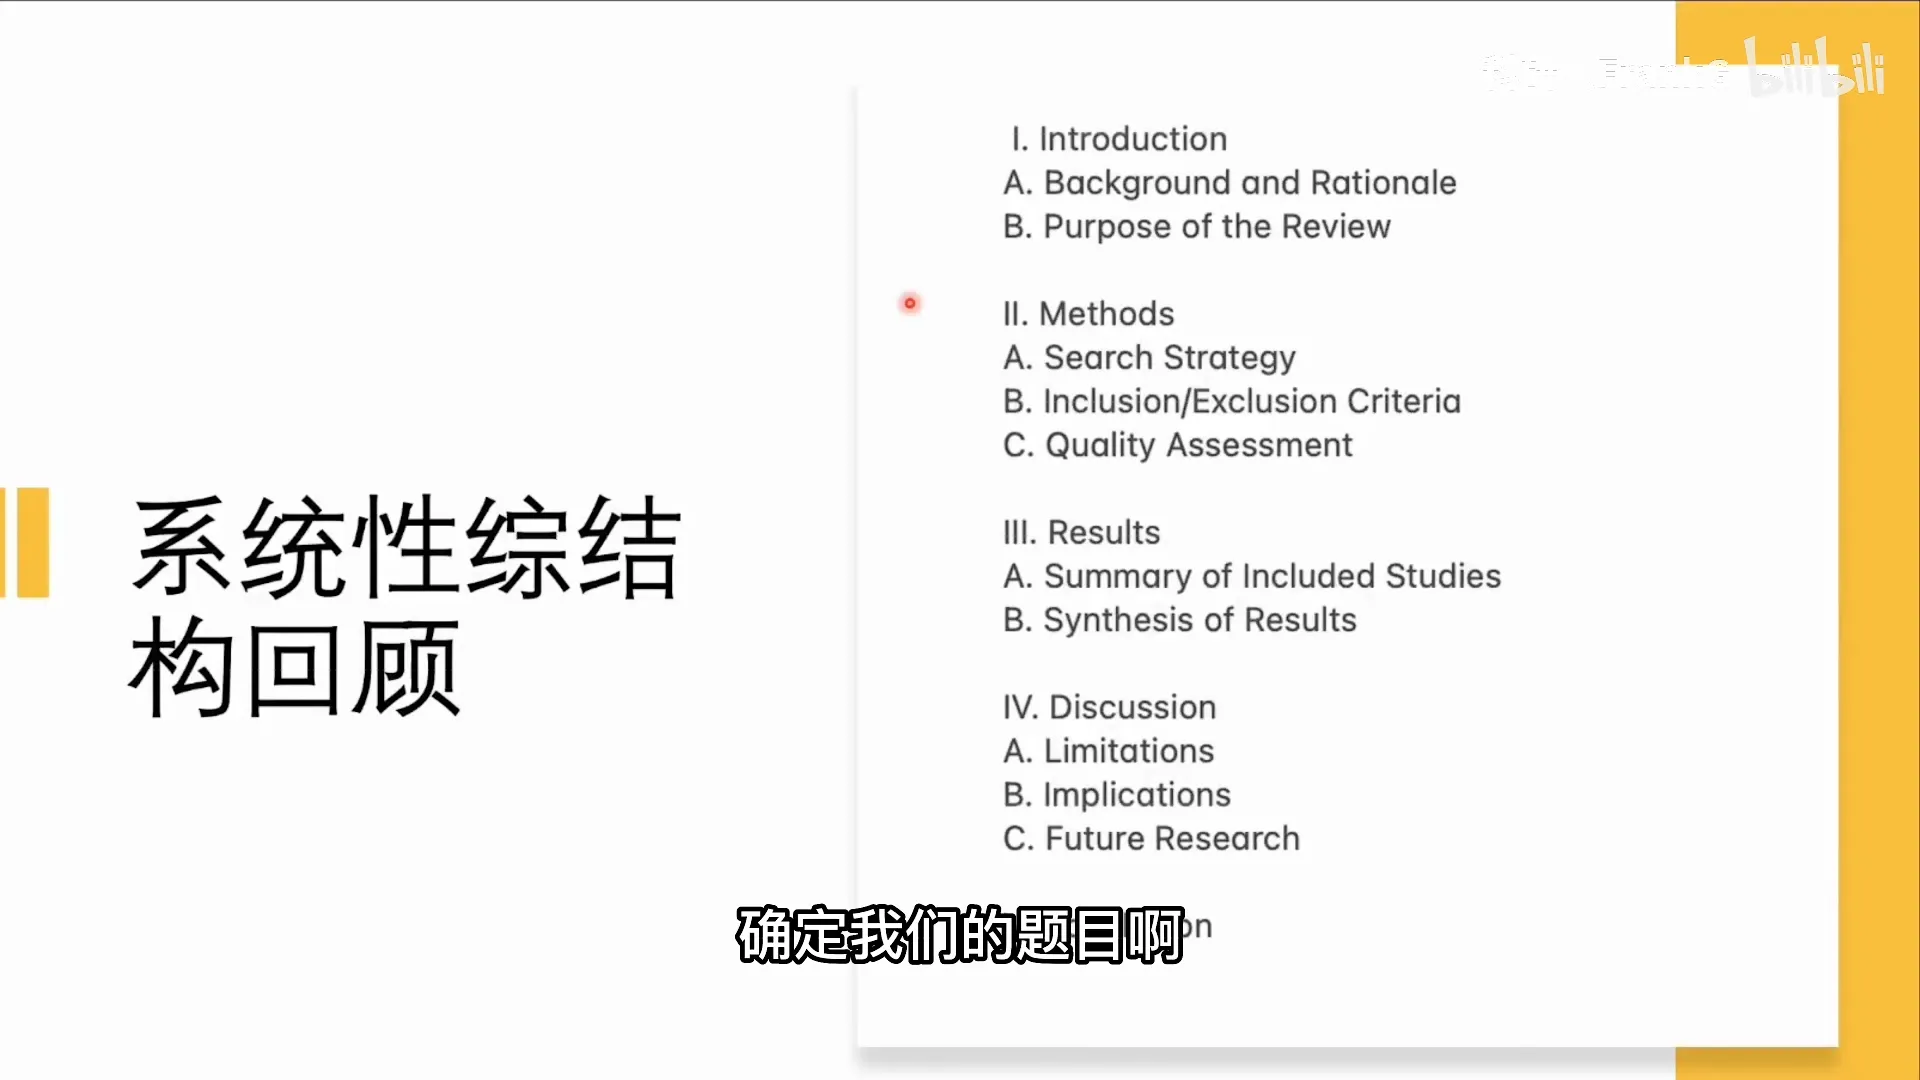 bilibili
I. Introduction
A. Background and Rationale
B. Purpose of the Review
II. Methods
A. Search Strategy
B. Inclusion/Exclusion Criteria
C. Quality Assessment
III. Results
A. Summary of Included Studies
B. Synthesis of Results
IV. Discussion
A. Limitations
B. Implications
C. Future Research
系统性综结
构回顾
确定我们的题目啊